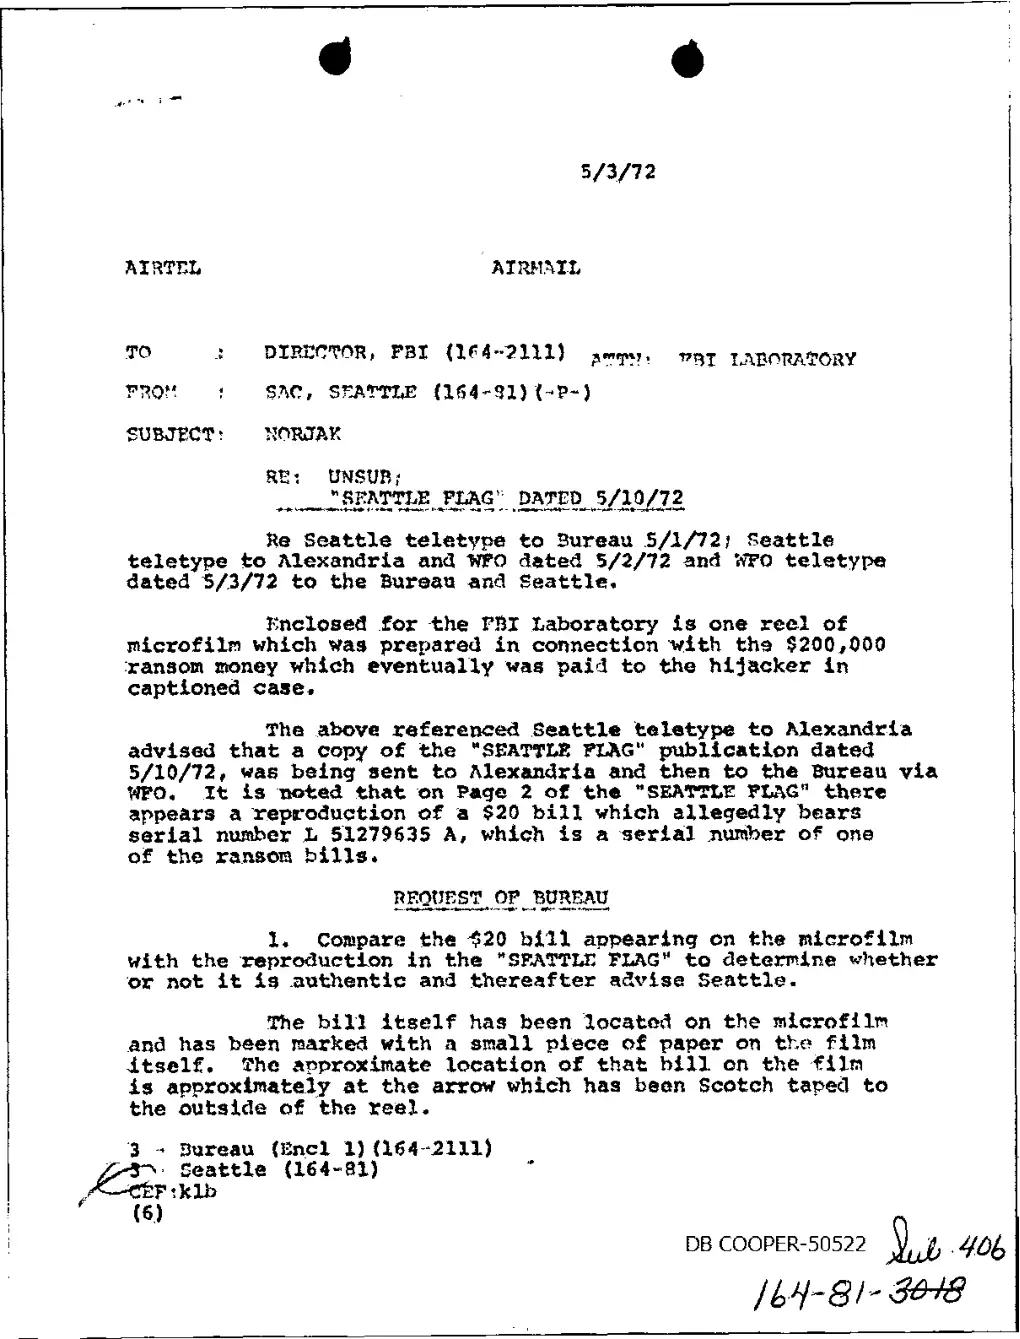 5/3/72
AIRTEL AIRMAIL
TO : DIRECTOR, FBI (164-2111) ATTN: FBI LABORATORY
FROM : SAC, SEATTLE (164-81)(-P-)
SUBJECT: NORJAK
RE: UNSUB;
"SEATTLE FLAG" DATED 5/10/72
Re Seattle teletype to Bureau 5/1/72; Seattle
teletype to Alexandria and WFO dated 5/2/72 and WFO teletype
dated 5/3/72 to the Bureau and Seattle.
Enclosed for the FBI Laboratory is one reel of
microfilm which was prepared in connection with the $200,000
ransom money which eventually was paid to the hijacker in
captioned case.
The above referenced Seattle teletype to Alexandria
advised that a copy of the "SEATTLE FLAG" publication dated
5/10/72, was being sent to Alexandria and then to the Bureau via
WFO. It is noted that on Page 2 of the "SEATTLE FLAG" there
appears a reproduction of a $20 bill which allegedly bears
serial number L 51279635 A, which is a serial number of one
of the ransom bills.
REQUEST OF BUREAU
1. Compare the $20 bill appearing on the microfilm
with the reproduction in the "SEATTLE FLAG" to determine whether
or not it is authentic and thereafter advise Seattle.
The bill itself has been located on the microfilm
and has been marked with a small piece of paper on the film
itself. The approximate location of that bill on the film
is approximately at the arrow which has been Scotch taped to
the outside of the reel.
3 - Bureau (Encl 1)(164-2111)
3 - Seattle (164-81)
CEF:klb
(6)
DB COOPER-50522 Sub 406
164-81-3018